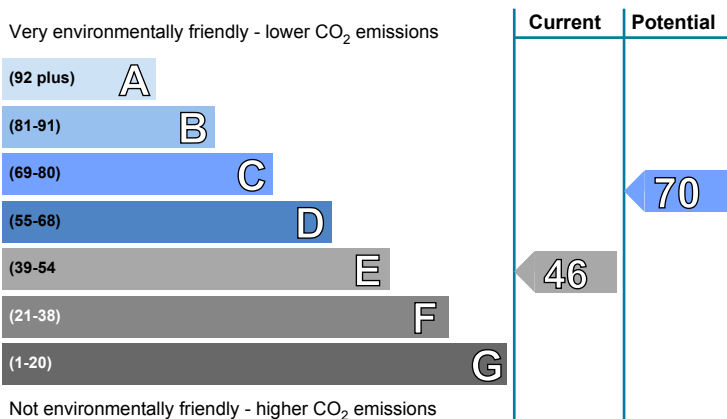 Very environmentally friendly - lower CO2 emissions
Current
Potential
(92 plus) A
(81-91) B
(69-80) C
70
(55-68) D
(39-54 E
46
(21-38) F
(1-20) G
Not environmentally friendly - higher CO2 emissions